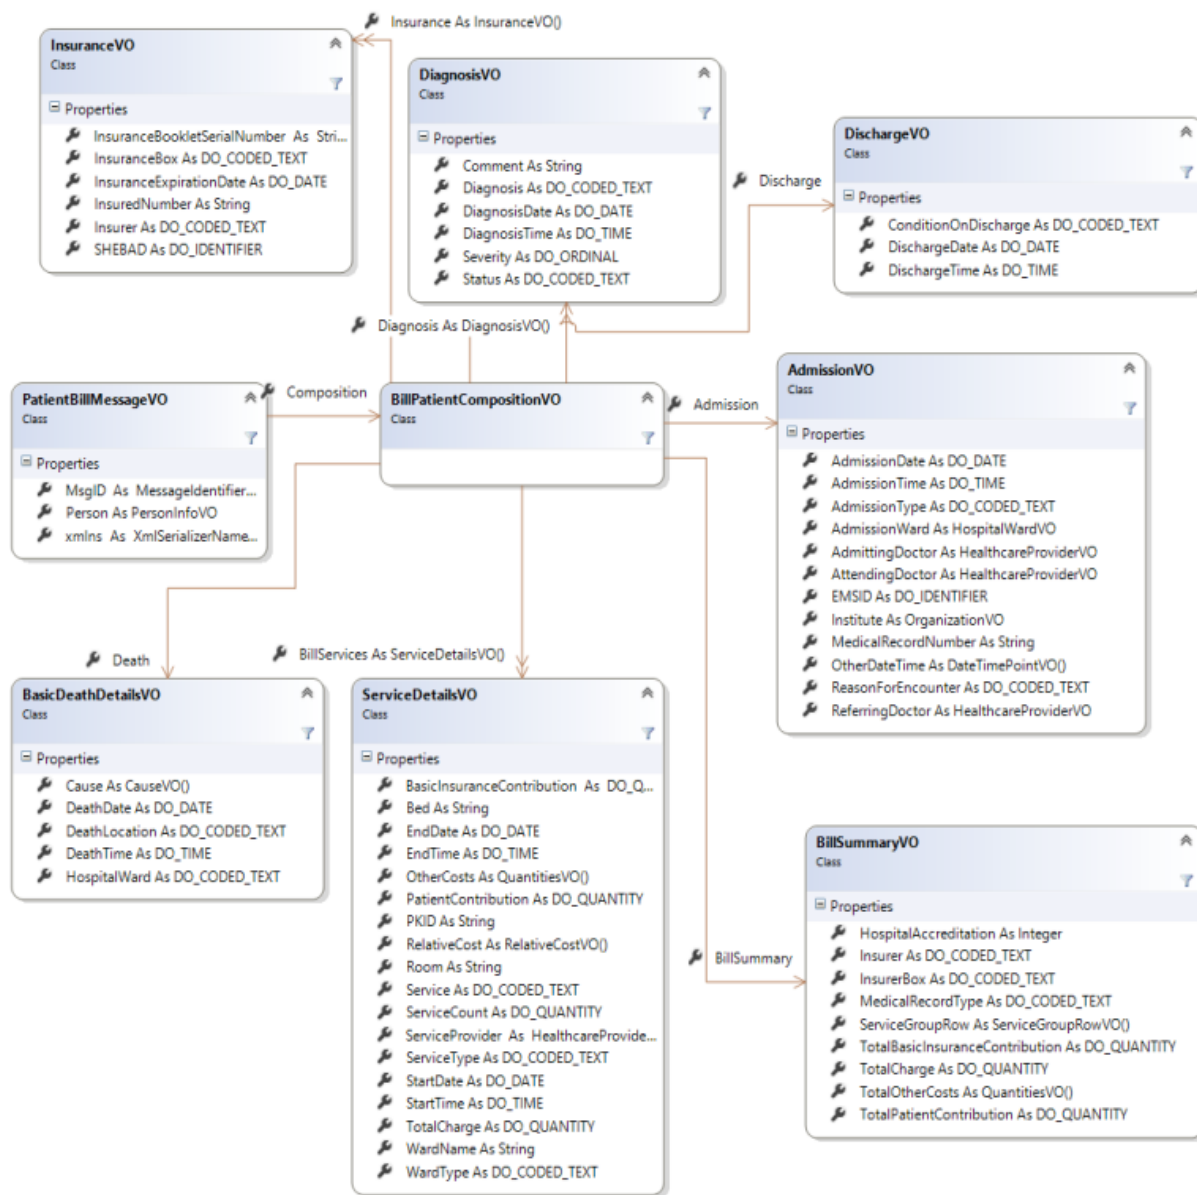 Insurance As InsuranceVO()
InsuranceVO
Class
Properties
InsuranceBookletSerialNumber As Stri...
InsuranceBox As DO_CODED_TEXT
InsuranceExpirationDate As DO_DATE
InsuredNumber As String
Insurer As DO_CODED_TEXT
SHEBAD As DO_IDENTIFIER
DiagnosisVO
Class
Properties
Comment As String
Diagnosis As DO_CODED_TEXT
DiagnosisDate As DO_DATE
DiagnosisTime As DO_TIME
Severity As DO_ORDINAL
Status As DO_CODED_TEXT
Discharge
DischargeVO
Class
Properties
ConditionOnDischarge As DO_CODED_TEXT
DischargeDate As DO_DATE
DischargeTime As DO_TIME
Diagnosis As DiagnosisVO()
PatientBillMessageVO
Class
Properties
MsgID As MessageIdentifier...
Person As PersonInfoVO
xmlns As XmlSerializerName...
Composition
BillPatientCompositionVO
Class
Admission
AdmissionVO
Class
Properties
AdmissionDate As DO_DATE
AdmissionTime As DO_TIME
AdmissionType As DO_CODED_TEXT
AdmissionWard As HospitalWardVO
AdmittingDoctor As HealthcareProviderVO
AttendingDoctor As HealthcareProviderVO
EMSID As DO_IDENTIFIER
Institute As OrganizationVO
MedicalRecordNumber As String
OtherDateTime As DateTimePointVO()
ReasonForEncounter As DO_CODED_TEXT
ReferringDoctor As HealthcareProviderVO
Death
BasicDeathDetailsVO
Class
Properties
Cause As CauseVO()
DeathDate As DO_DATE
DeathLocation As DO_CODED_TEXT
DeathTime As DO_TIME
HospitalWard As DO_CODED_TEXT
BillServices As ServiceDetailsVO()
ServiceDetailsVO
Class
Properties
BasicInsuranceContribution As DO_Q...
Bed As String
EndDate As DO_DATE
EndTime As DO_TIME
OtherCosts As QuantitiesVO()
PatientContribution As DO_QUANTITY
PKID As String
RelativeCost As RelativeCostVO()
Room As String
Service As DO_CODED_TEXT
ServiceCount As DO_QUANTITY
ServiceProvider As HealthcareProvide...
ServiceType As DO_CODED_TEXT
StartDate As DO_DATE
StartTime As DO_TIME
TotalCharge As DO_QUANTITY
WardName As String
WardType As DO_CODED_TEXT
BillSummary
BillSummaryVO
Class
Properties
HospitalAccreditation As Integer
Insurer As DO_CODED_TEXT
InsurerBox As DO_CODED_TEXT
MedicalRecordType As DO_CODED_TEXT
ServiceGroupRow As ServiceGroupRowVO()
TotalBasicInsuranceContribution As DO_QUANTITY
TotalCharge As DO_QUANTITY
TotalOtherCosts As QuantitiesVO()
TotalPatientContribution As DO_QUANTITY